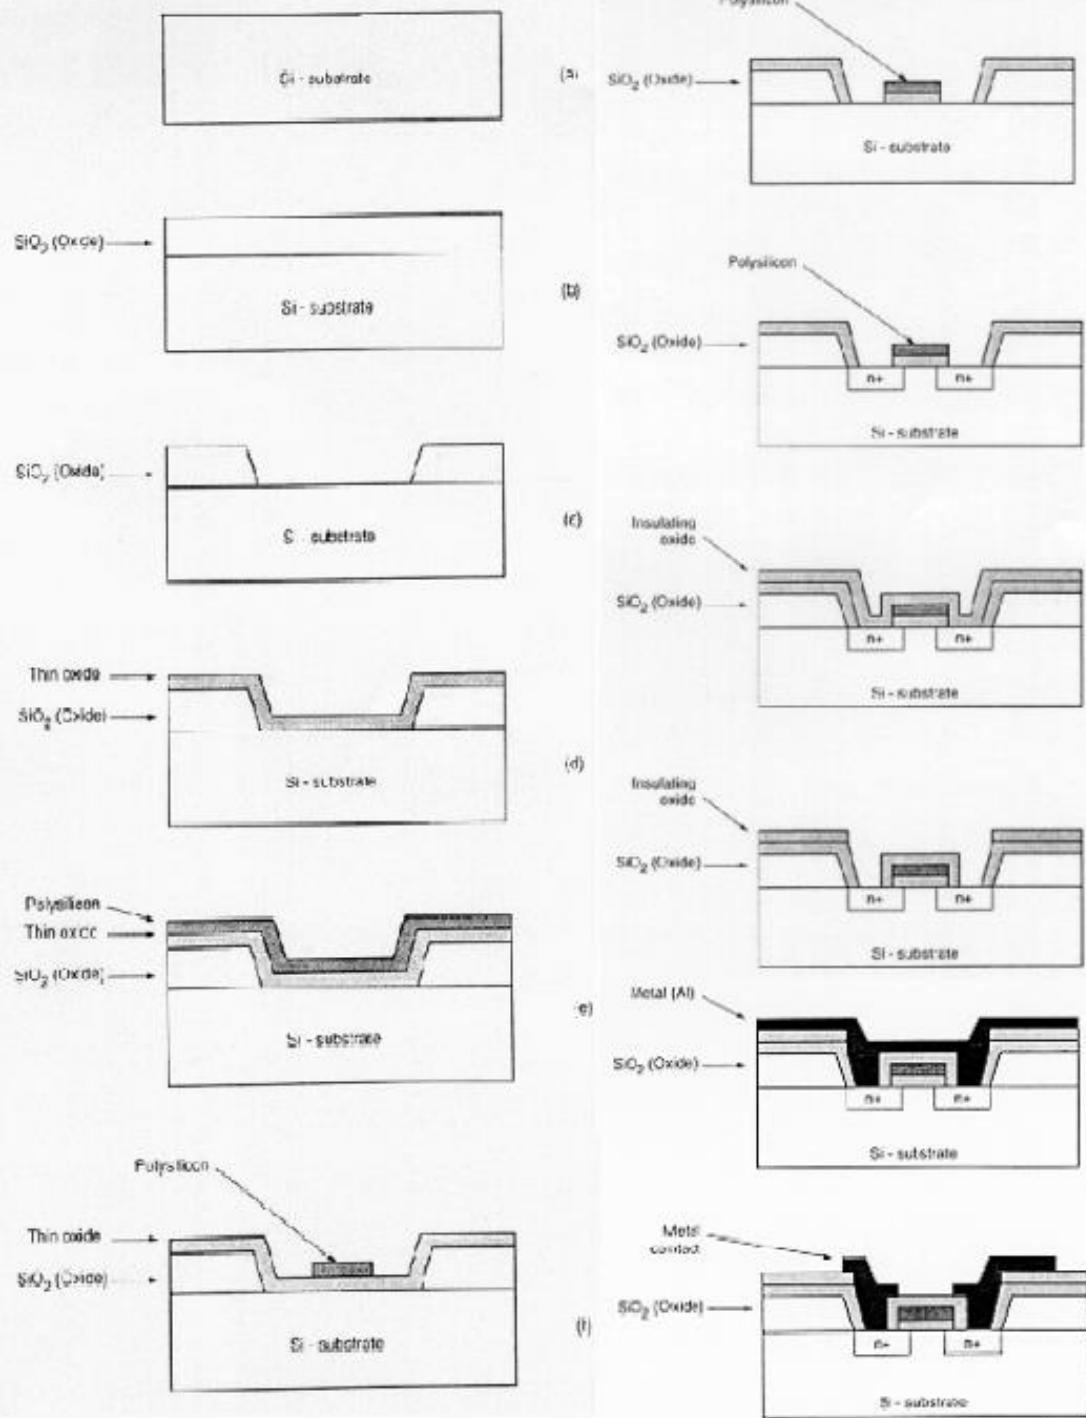 Si - substrate
(a)
SiO2 (Oxide)
Si - substrate
(b)
SiO2 (Oxide)
Si - substrate
(c)
Thin oxide
SiO2 (Oxide)
Si - substrate
(d)
Polysilicon
Thin oxide
SiO2 (Oxide)
Si - substrate
(e)
Polysilicon
Thin oxide
SiO2 (Oxide)
Si - substrate
(f)
Polysilicon
SiO2 (Oxide)
Si - substrate
Polysilicon
SiO2 (Oxide)
n+
n+
Si - substrate
Insulating
oxide
SiO2 (Oxide)
n+
n+
Si - substrate
Insulating
oxide
SiO2 (Oxide)
n+
n+
Si - substrate
Metal (Al)
SiO2 (Oxide)
n+
n+
Si - substrate
Metal
contact
SiO2 (Oxide)
n+
n+
Si - substrate